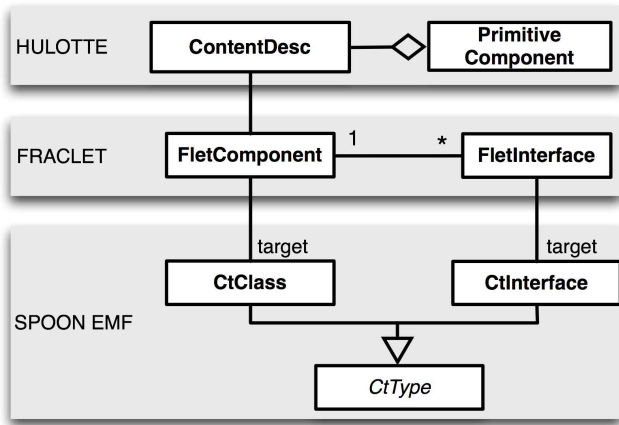 HULOTTE
ContentDesc
Primitive
Component
FRACLET
FletComponent
1
*
FletInterface
target
target
CtClass
CtInterface
SPOON EMF
CtType